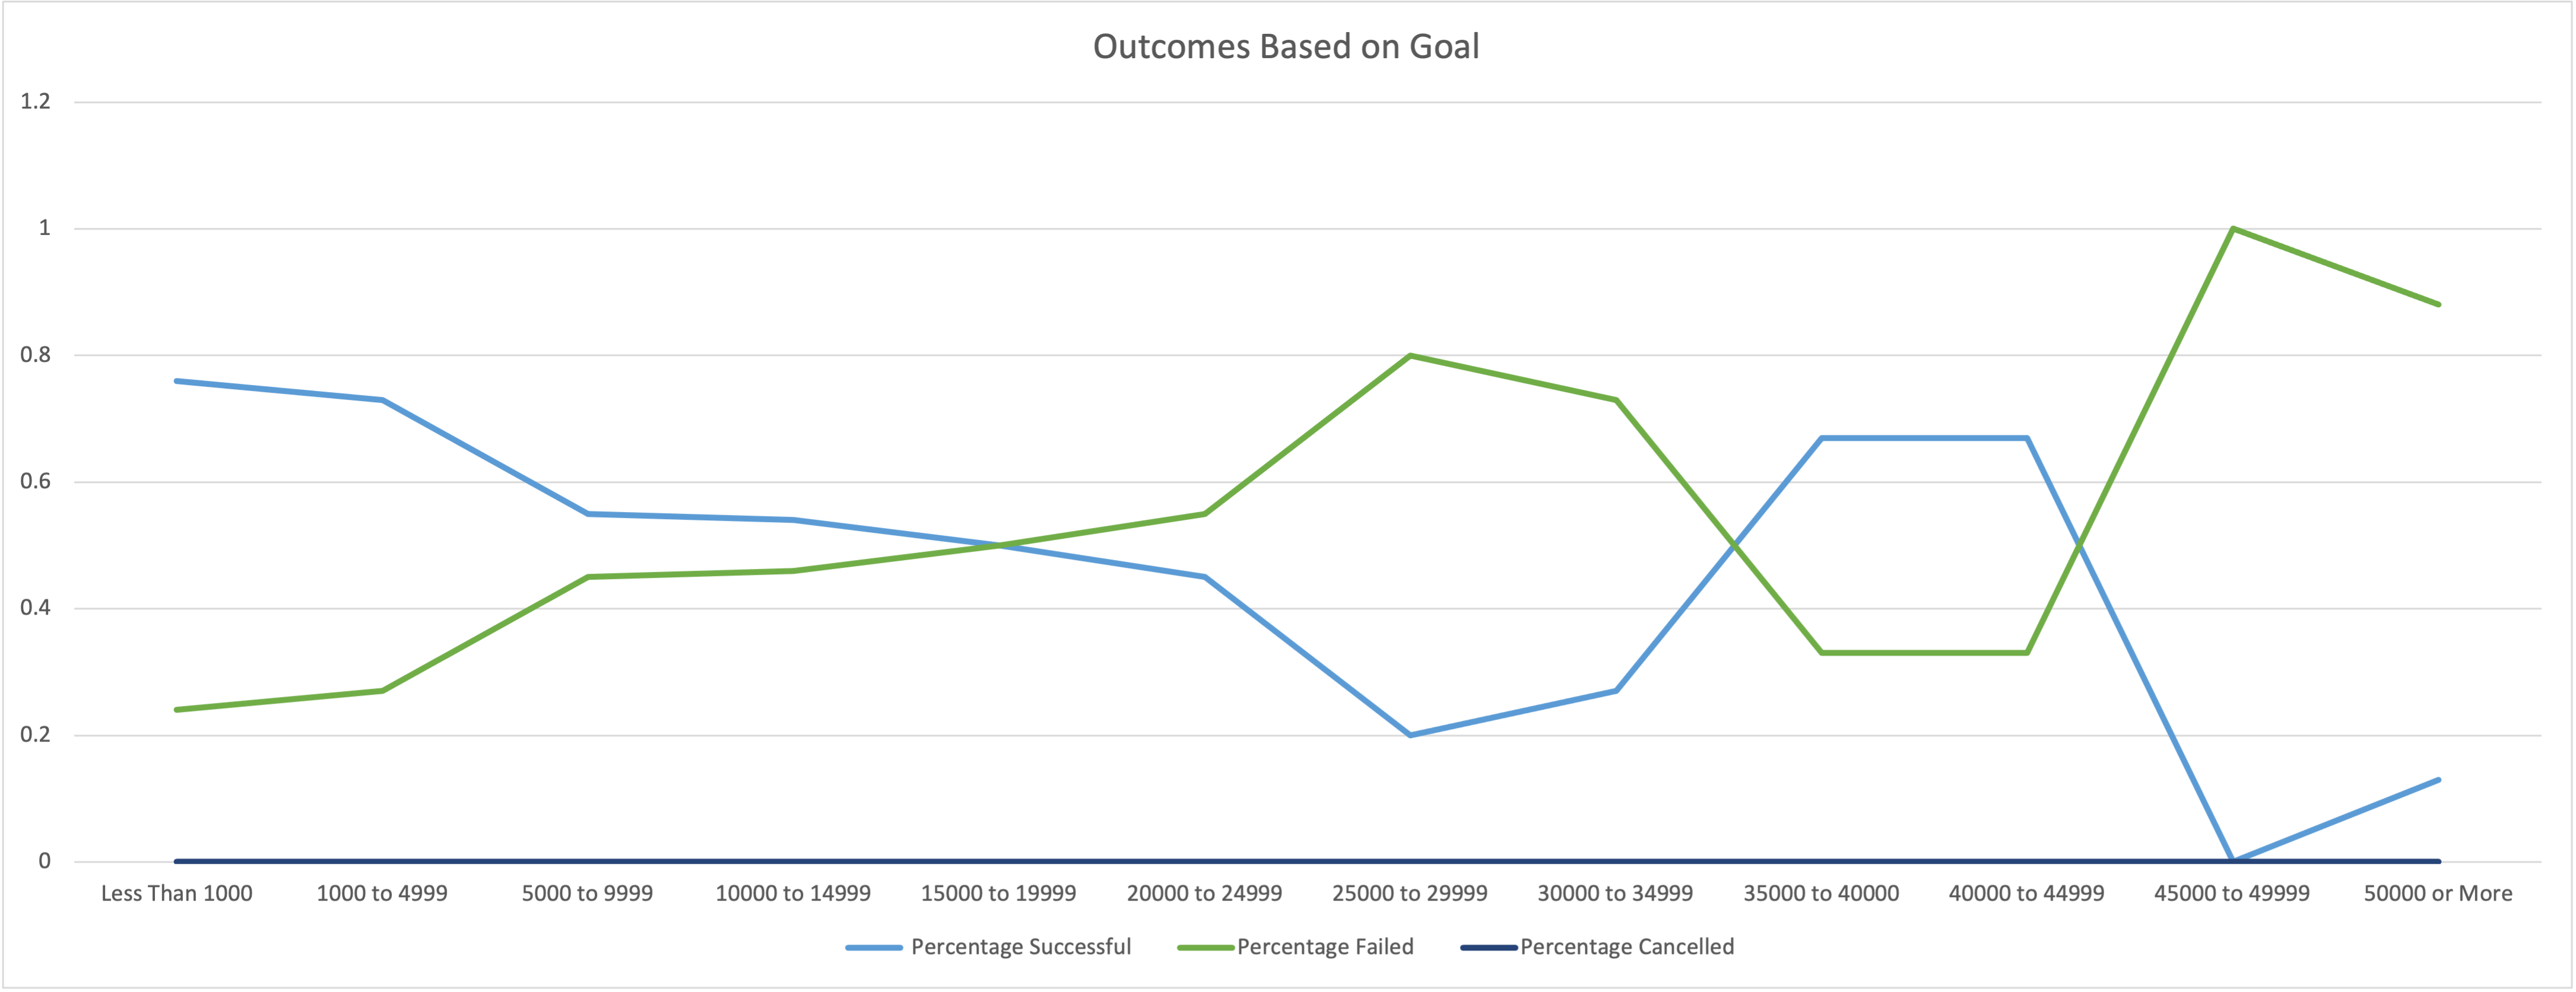 Outcomes Based on Goal
1.2
1
0.8
0.6
0.4
0.2
0
Less Than 1000 1000 to 4999 5000 to 9999 10000 to 14999 15000 to 19999 20000 to 24999 25000 to 29999 30000 to 34999 35000 to 40000 40000 to 44999 45000 to 49999 50000 or More
Percentage Successful Percentage Failed Percentage Cancelled